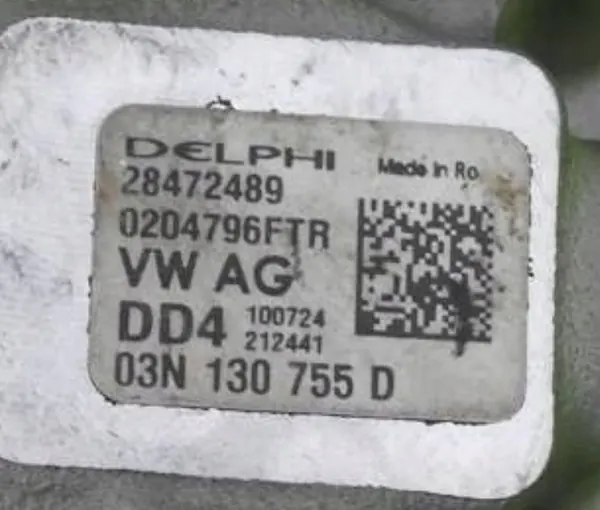 DELPHI
Made in Ro
28472489
0204796FTR
VW AG
DD4 100724
212441
03N 130 755 D